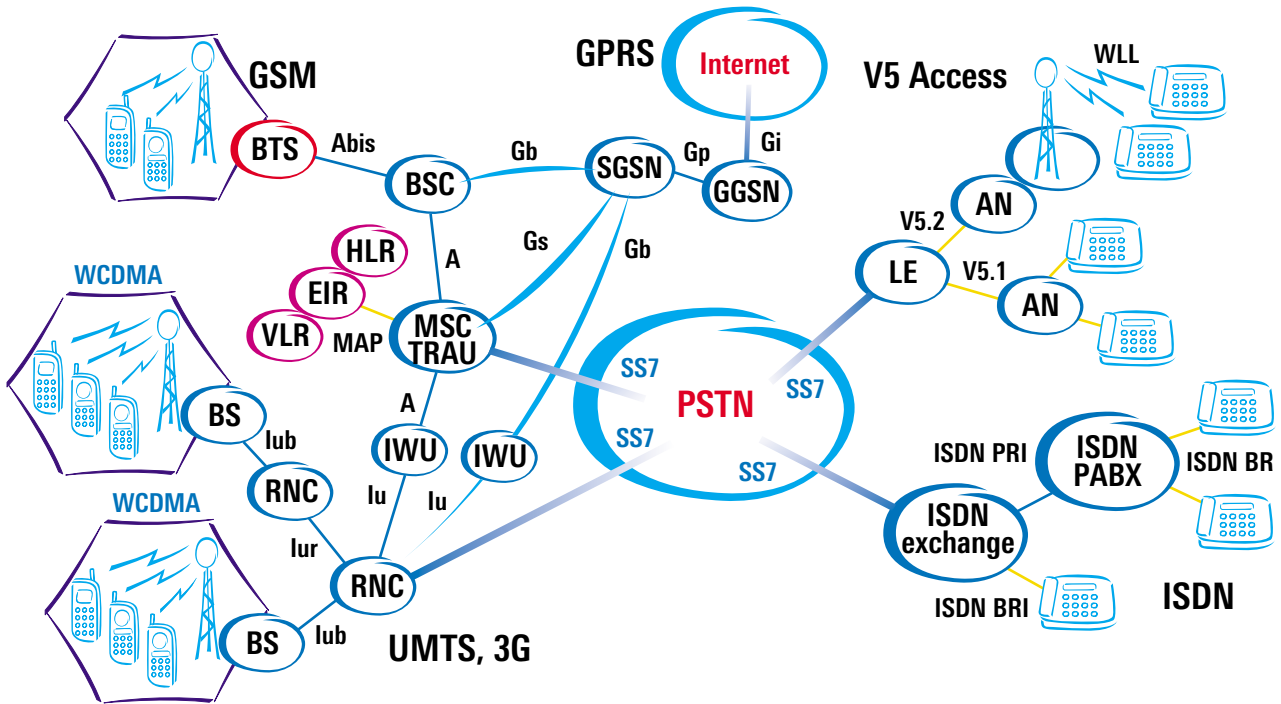 GSM
GPRS
Internet
V5 Access
WLL
BTS
Abis
BSC
Gb
SGSN
Gp
Gi
GGSN
AN
V5.2
LE
V5.1
AN
HLR
EIR
VLR
MAP
A
Gs
Gb
MSC
TRAU
WCDMA
BS
Iub
RNC
Iur
A
IWU
IWU
Iu
Iu
SS7
SS7
PSTN
SS7
SS7
ISDN PRI
ISDN
PABX
ISDN BR
ISDN
exchange
ISDN BRI
ISDN
WCDMA
BS
Iub
RNC
UMTS, 3G